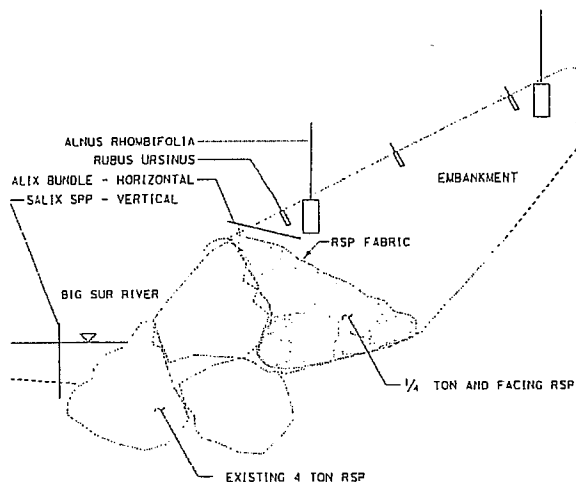 ALNUS RHOMBIFOLIA
RUBUS URSINUS
ALIX BUNDLE - HORIZONTAL
SALIX SPP - VERTICAL
EMBANKMENT
RSP FABRIC
BIG SUR RIVER
1/4 TON AND FACING RSP
EXISTING 4 TON RSP